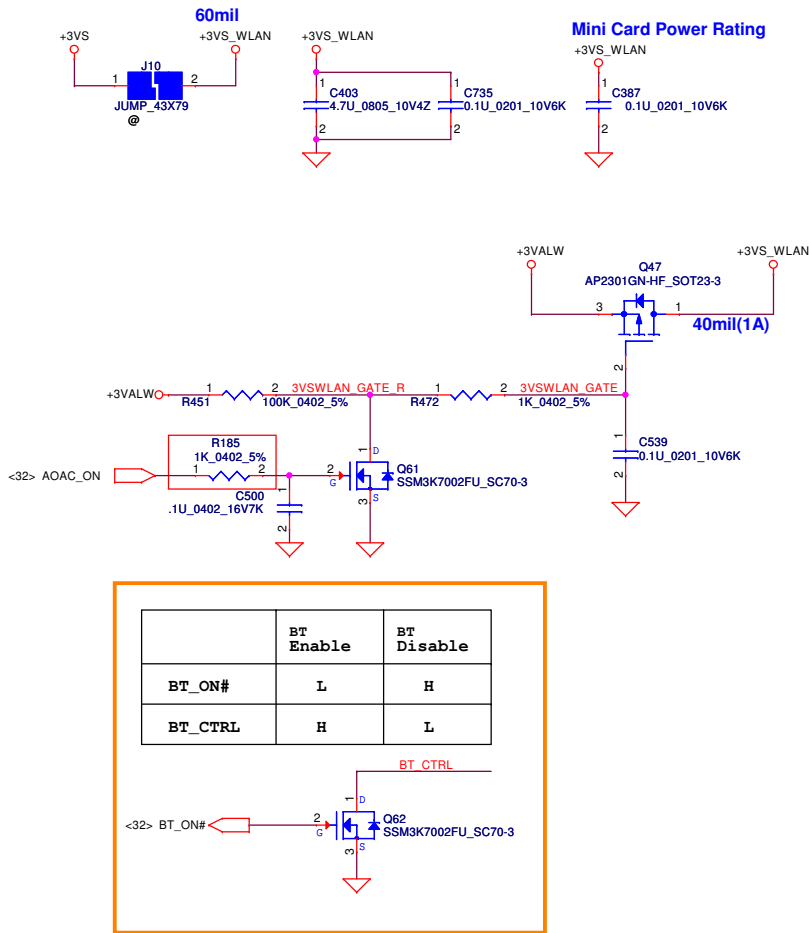 60mil
+3VS
+3VS_WLAN
J10
1
2
JUMP_43X79
@
+3VS_WLAN
1
C403
4.7U_0805_10V4Z
2
1
C735
0.1U_0201_10V6K
2
Mini Card Power Rating
+3VS_WLAN
1
C387
0.1U_0201_10V6K
2
+3VALW
+3VS_WLAN
Q47
AP2301GN-HF_SOT23-3
3
1
40mil(1A)
2
+3VALW
1
2
R451
100K_0402_5%
3VSWLAN_GATE_R
1
2
R472
1K_0402_5%
3VSWLAN_GATE
1
C539
0.1U_0201_10V6K
2
R185
1K_0402_5%
<32> AOAC_ON
1
2
C500
.1U_0402_16V7K
1
2
2
G
1
D
Q61
SSM3K7002FU_SC70-3
3
S
BT Enable
BT Disable
BT_ON# L H
BT_CTRL H L
BT_CTRL
<32> BT_ON#
2
G
1
D
Q62
SSM3K7002FU_SC70-3
3
S